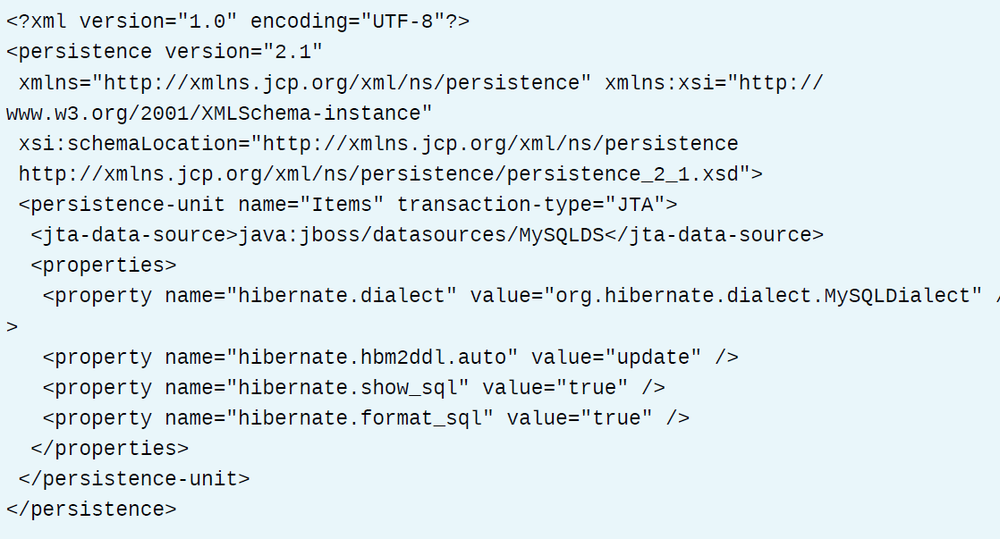 <?xml version="1.0" encoding="UTF-8"?>
<persistence version="2.1"
 xmlns="http://xmlns.jcp.org/xml/ns/persistence" xmlns:xsi="http://
www.w3.org/2001/XMLSchema-instance"
 xsi:schemaLocation="http://xmlns.jcp.org/xml/ns/persistence
 http://xmlns.jcp.org/xml/ns/persistence/persistence_2_1.xsd">
 <persistence-unit name="Items" transaction-type="JTA">
  <jta-data-source>java:jboss/datasources/MySQLDS</jta-data-source>
  <properties>
   <property name="hibernate.dialect" value="org.hibernate.dialect.MySQLDialect" /
>
   <property name="hibernate.hbm2ddl.auto" value="update" />
   <property name="hibernate.show_sql" value="true" />
   <property name="hibernate.format_sql" value="true" />
  </properties>
 </persistence-unit>
</persistence>